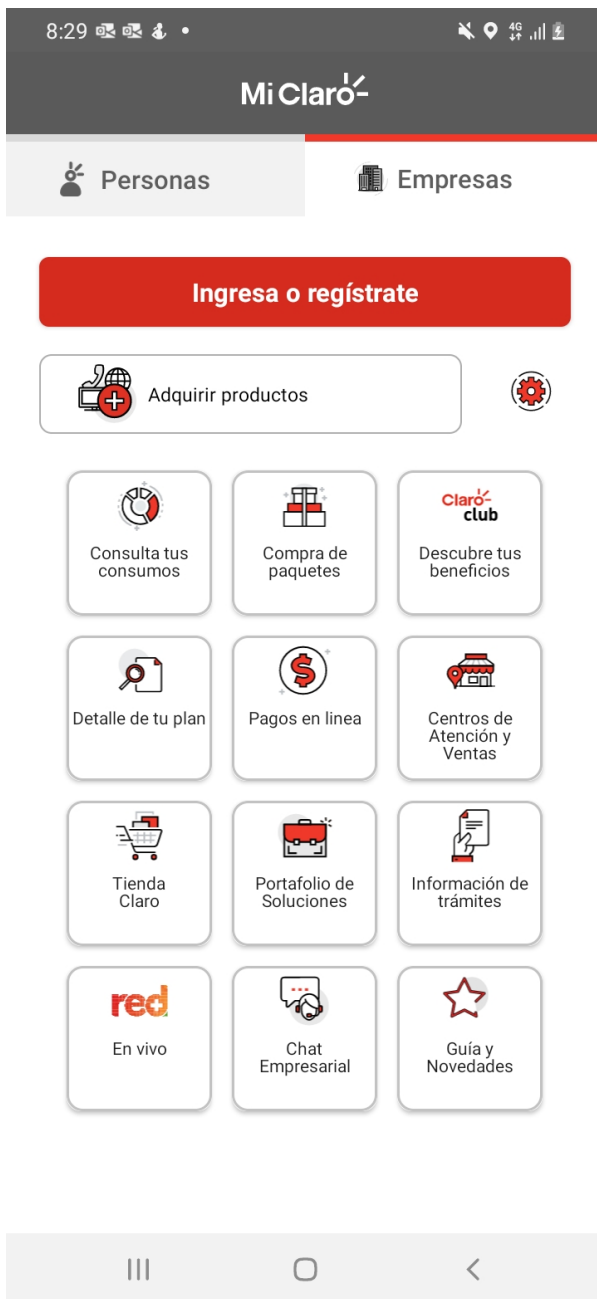 8:29
4G
Mi Claro
Personas
Empresas
Ingresa o regístrate
Adquirir productos
Consulta tus
consumos
Compra de
paquetes
Claro
club
Descubre tus
beneficios
Detalle de tu plan
Pagos en linea
Centros de
Atención y
Ventas
Tienda
Claro
Portafolio de
Soluciones
Información de
trámites
red+
En vivo
Chat
Empresarial
Guía y
Novedades